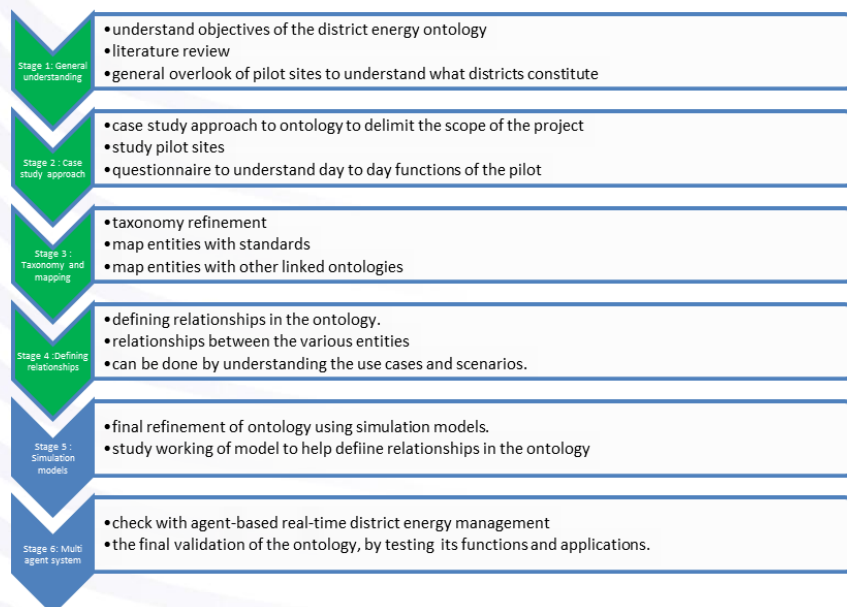 Stage 1: General
understanding
•understand objectives of the district energy ontology
•literature review
•general overlook of pilot sites to understand what districts constitute
Stage 2 : Case
study approach
•case study approach to ontology to delimit the scope of the project
•study pilot sites
•questionnaire to understand day to day functions of the pilot
Stage 3 :
Taxonomy and
mapping
•taxonomy refinement
•map entities with standards
•map entities with other linked ontologies
Stage 4 :Defining
relationships
•defining relationships in the ontology.
•relationships between the various entities
•can be done by understanding the use cases and scenarios.
Stage 5 :
Simulation
models
•final refinement of ontology using simulation models.
•study working of model to help defiine relationships in the ontology
Stage 6: Multi
agent system
•check with agent-based real-time district energy management
•the final validation of the ontology, by testing its functions and applications.